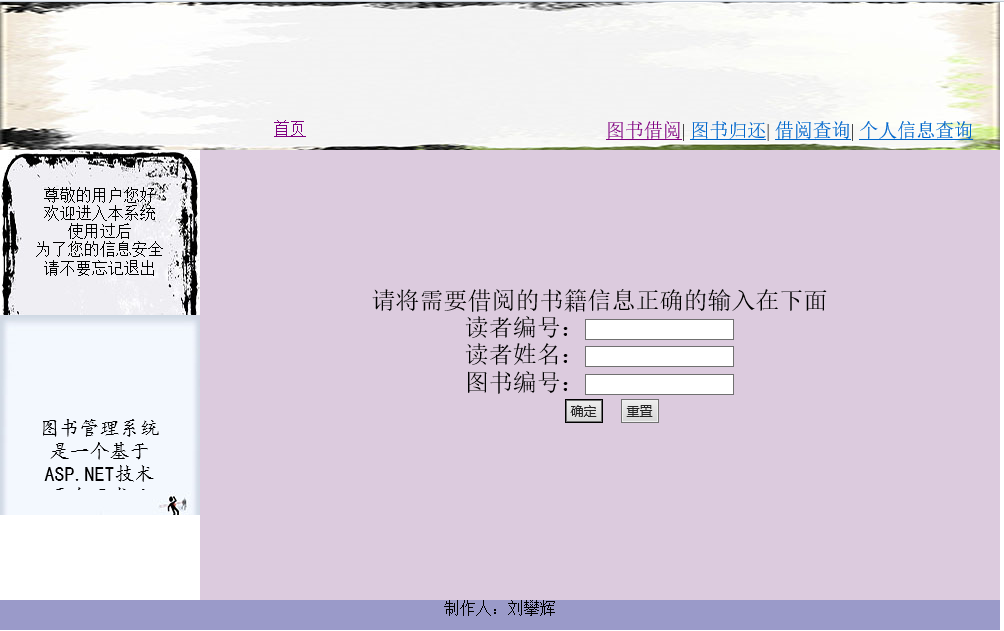 首页
图书借阅| 图书归还| 借阅查询| 个人信息查询
尊敬的用户您好
欢迎进入本系统
使用过后
为了您的信息安全
请不要忘记退出
请将需要借阅的书籍信息正确的输入在下面
读者编号：
读者姓名：
图书编号：
确定 重置
图书管理系统
是一个基于
ASP.NET技术
制作人：刘攀辉